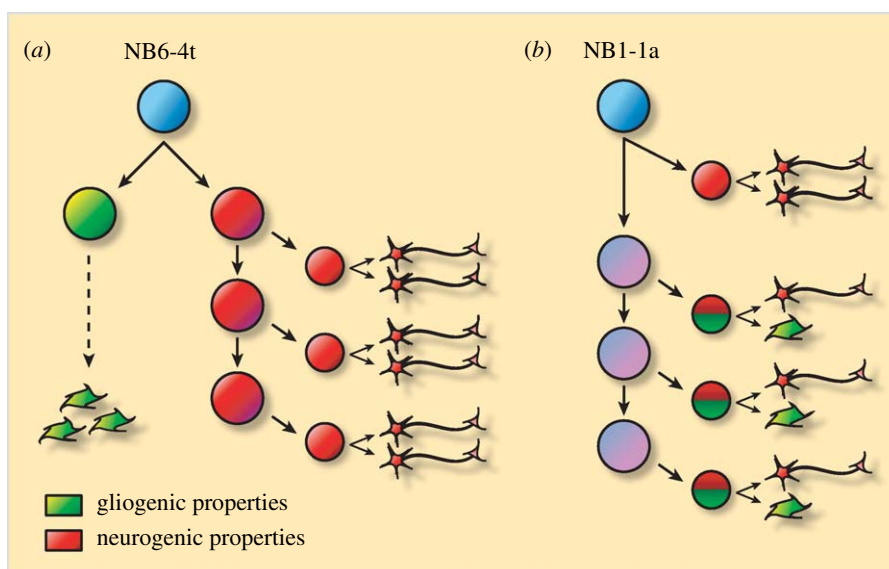 (a) NB6-4t
(b) NB1-1a
gliogenic properties
neurogenic properties